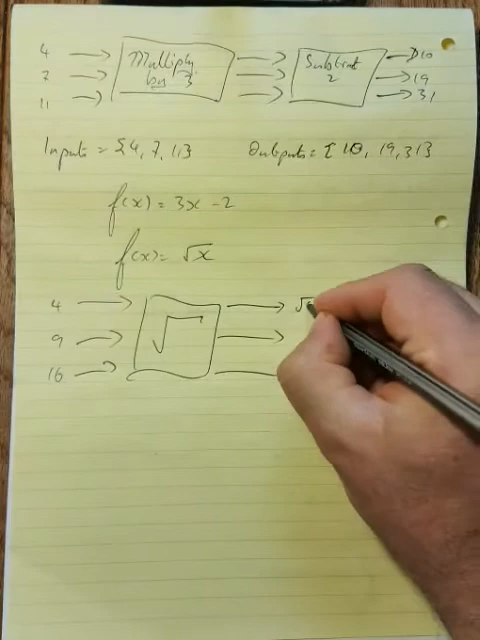 4 → Multiply by 3 → Subtract 2 → 10
7 → → → 19
11 → → → 31
Inputs = {4, 7, 11} Outputs = {10, 19, 31}
f(x) = 3x - 2
f(x) = √x
4 → √ → √
9 → →
16 →